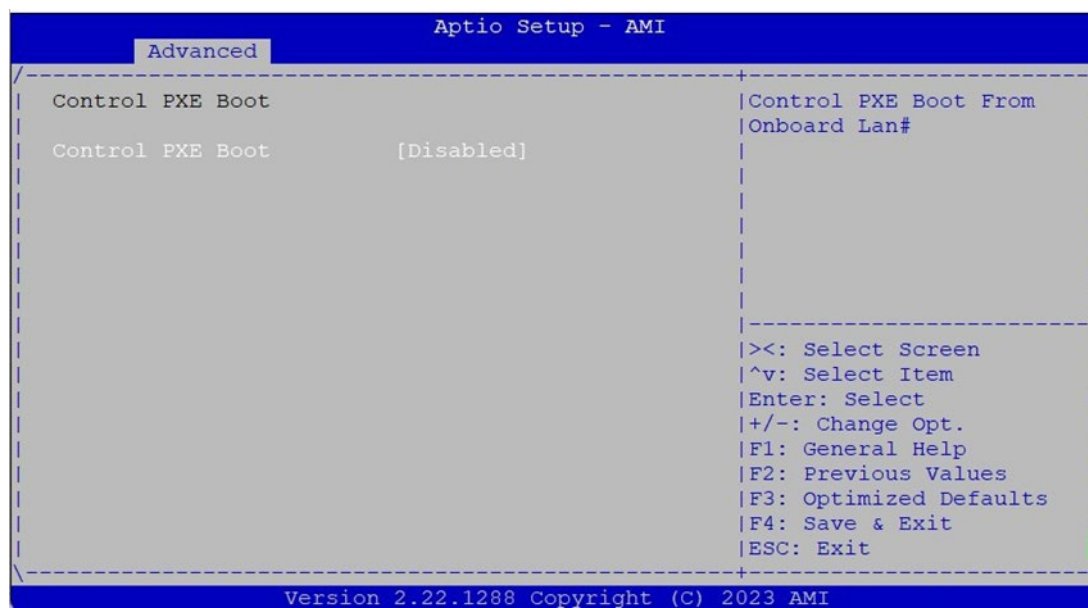 Aptio Setup - AMI
Advanced
Control PXE Boot
Control PXE Boot [Disabled]
Control PXE Boot From
Onboard Lan#
><: Select Screen
^v: Select Item
Enter: Select
+/-: Change Opt.
F1: General Help
F2: Previous Values
F3: Optimized Defaults
F4: Save & Exit
ESC: Exit
Version 2.22.1288 Copyright (C) 2023 AMI